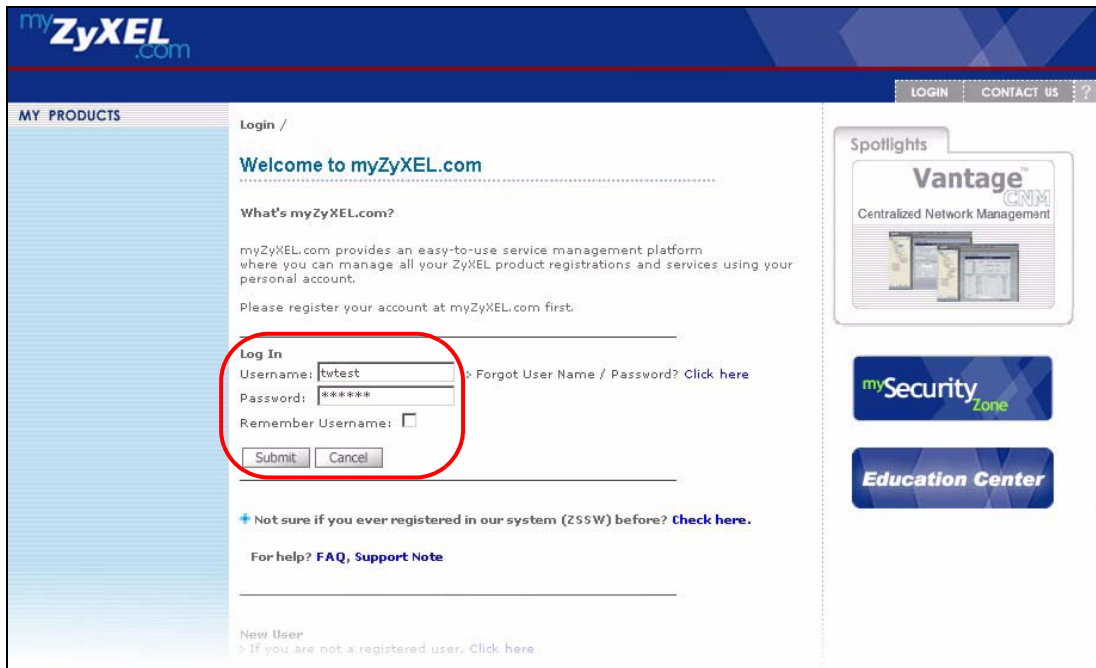 myZyXEL.com
LOGIN CONTACT US ?
MY PRODUCTS
Login /
Welcome to myZyXEL.com
What's myZyXEL.com?
myZyXEL.com provides an easy-to-use service management platform
where you can manage all your ZyXEL product registrations and services using your
personal account.
Please register your account at myZyXEL.com first.
Log In
Username: twtest > Forgot User Name / Password? Click here
Password: ******
Remember Username:
Submit Cancel
Not sure if you ever registered in our system (ZSSW) before? Check here.
For help? FAQ, Support Note
New User
> If you are not a registered user, Click here
Spotlights
Vantage™
CNM
Centralized Network Management
mySecurity
Zone
Education Center